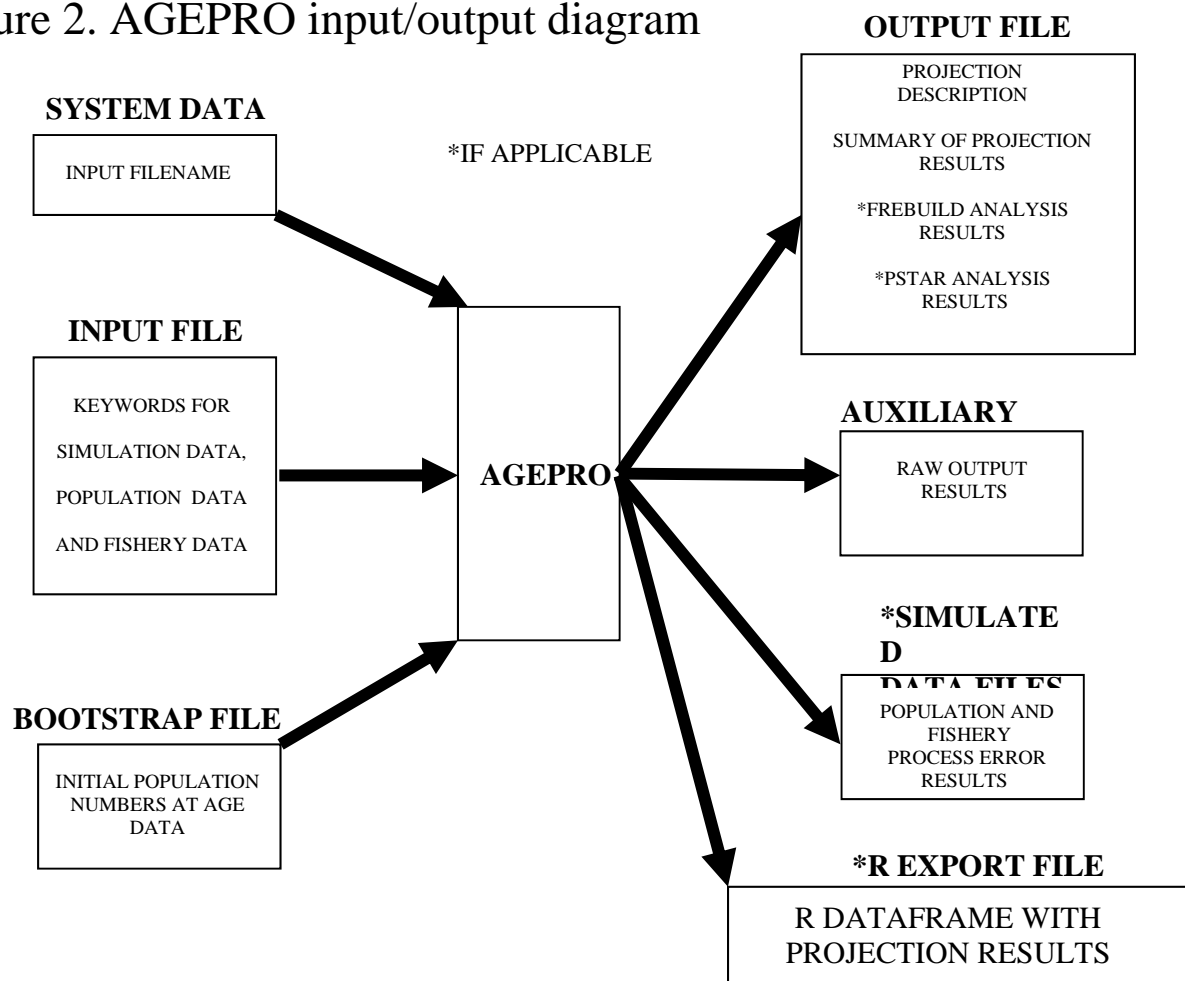 ure 2. AGEPRO input/output diagram
OUTPUT FILE
PROJECTION
DESCRIPTION
SUMMARY OF PROJECTION
RESULTS
*FREBUILD ANALYSIS
RESULTS
*PSTAR ANALYSIS
RESULTS
SYSTEM DATA
INPUT FILENAME
*IF APPLICABLE
INPUT FILE
KEYWORDS FOR
SIMULATION DATA,
POPULATION DATA
AND FISHERY DATA
AGEPRO
AUXILIARY
RAW OUTPUT
RESULTS
*SIMULATE
D
DATA FILES
POPULATION AND
FISHERY
PROCESS ERROR
RESULTS
BOOTSTRAP FILE
INITIAL POPULATION
NUMBERS AT AGE
DATA
*R EXPORT FILE
R DATAFRAME WITH
PROJECTION RESULTS